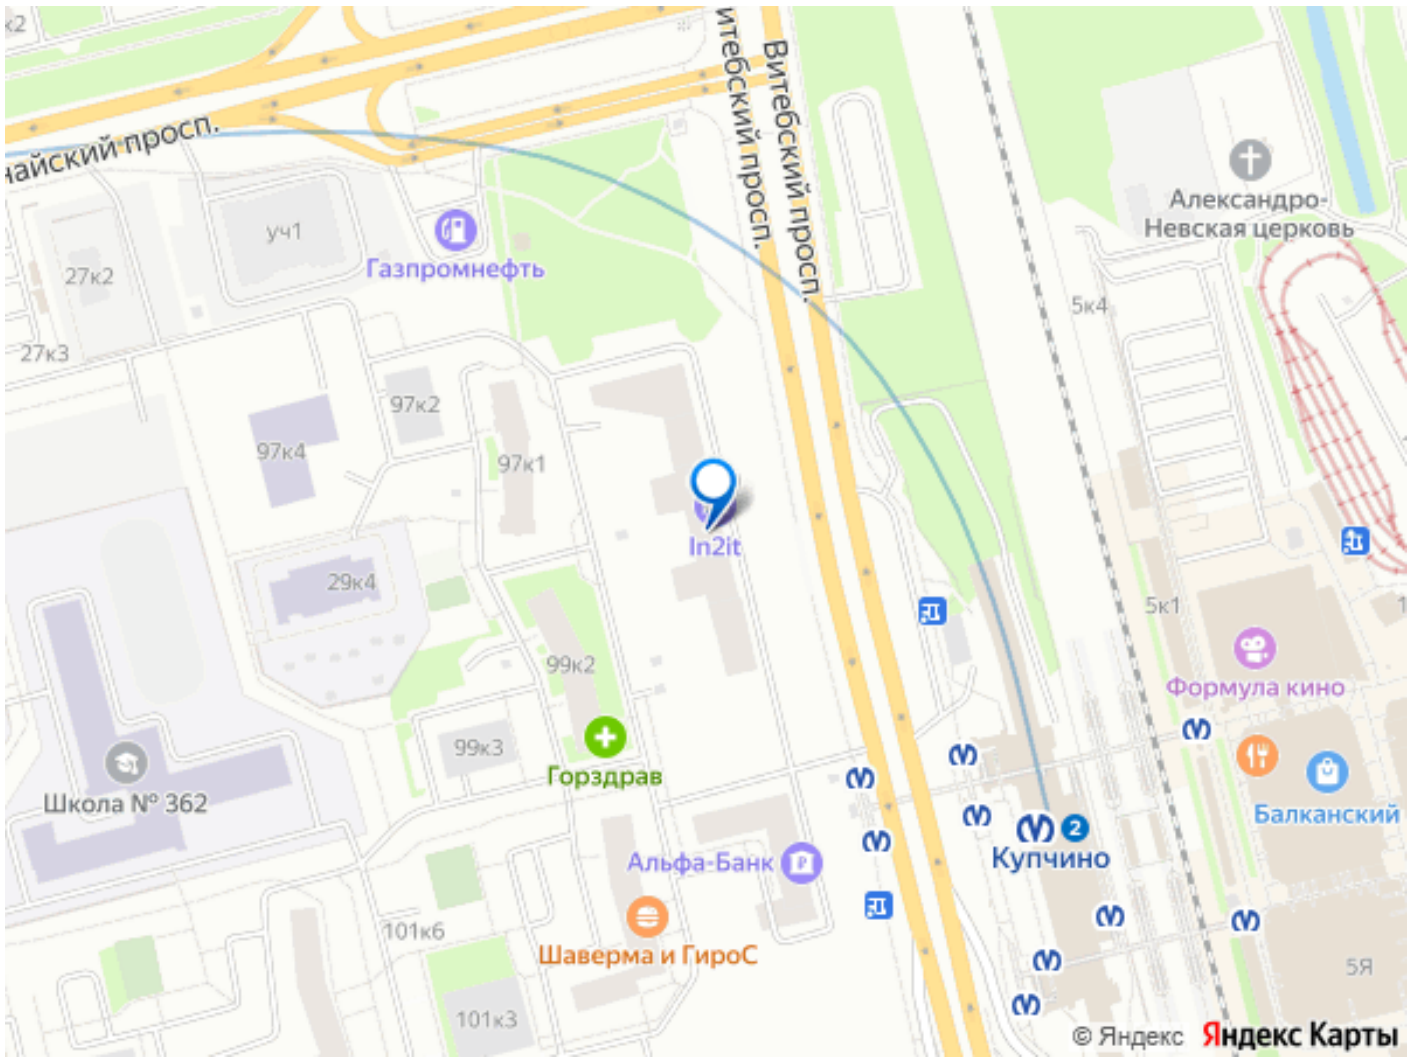 к2
Витебский просп.
итебский просп.
найский просп.
Александро-
Невская церковь
уч1
Газпромнефть
27к2
5к4
27к3
97к2
97к4
97к1
In2it
29к4
5к1
99к2
Формула кино
99к3
Горздрав
Школа № 362
Балканский
2
Купчино
Альфа-Банк
101к6
Шаверма и ГироС
5Я
101к3
© Яндекс Яндекс Карты